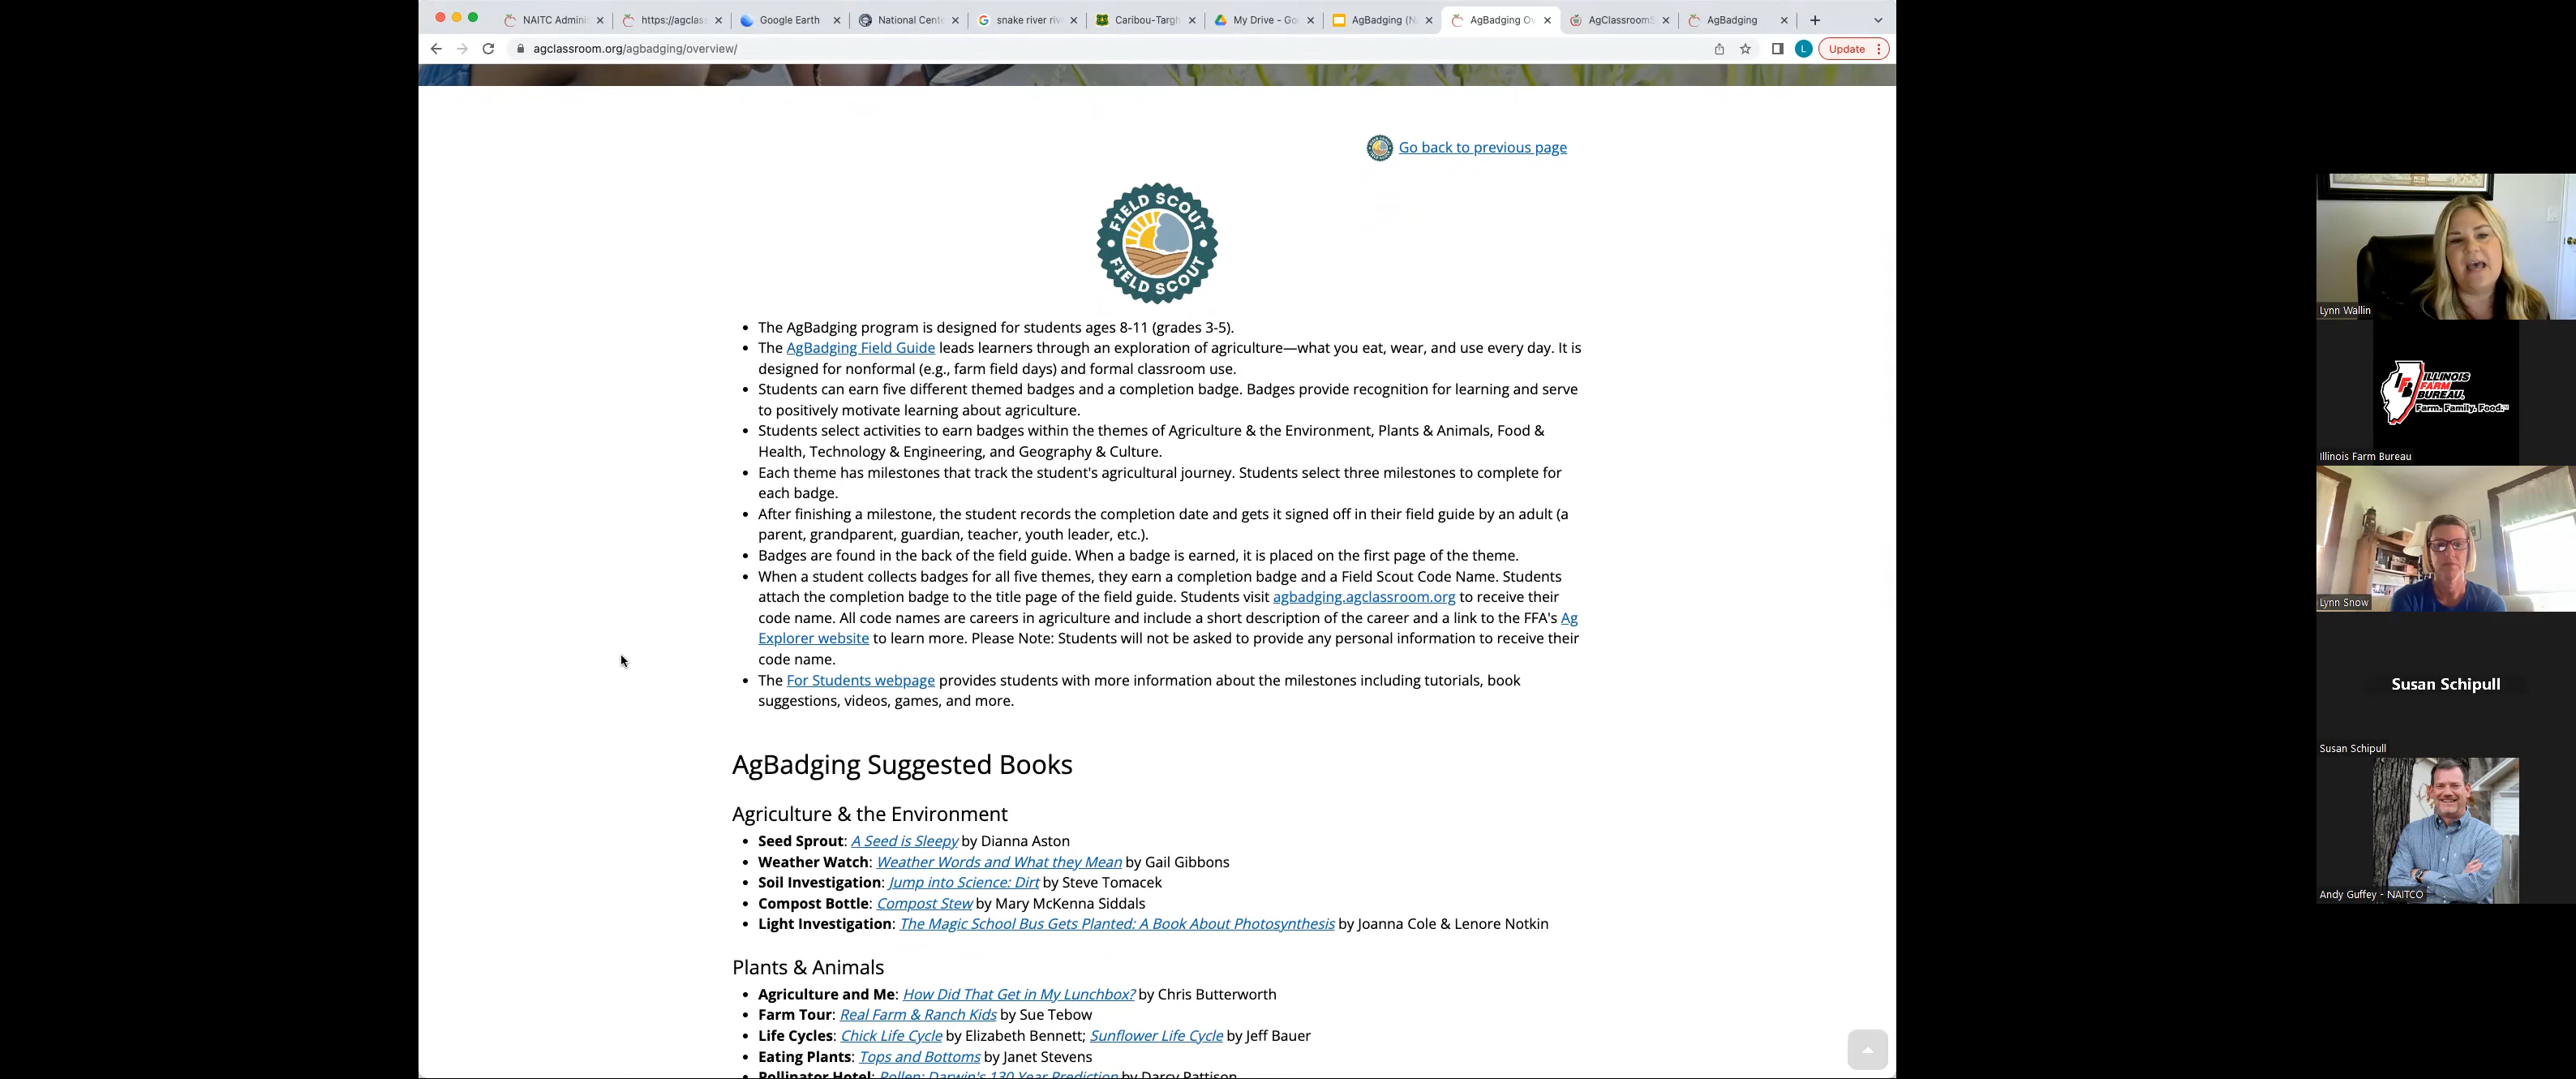 NAITC Adminis
https://agclass
Google Earth
National Cente
snake river rive
Caribou-Targh
My Drive - Goo
AgBadging (N
AgBadging Ov
AgClassroomS
AgBadging
agclassroom.org/agbadging/overview/
L
Update
Go back to previous page
FIELD SCOUT
FIELD SCOUT
• The AgBadging program is designed for students ages 8-11 (grades 3-5).
• The AgBadging Field Guide leads learners through an exploration of agriculture—what you eat, wear, and use every day. It is
designed for nonformal (e.g., farm field days) and formal classroom use.
• Students can earn five different themed badges and a completion badge. Badges provide recognition for learning and serve
to positively motivate learning about agriculture.
• Students select activities to earn badges within the themes of Agriculture & the Environment, Plants & Animals, Food &
Health, Technology & Engineering, and Geography & Culture.
• Each theme has milestones that track the student's agricultural journey. Students select three milestones to complete for
each badge.
• After finishing a milestone, the student records the completion date and gets it signed off in their field guide by an adult (a
parent, grandparent, guardian, teacher, youth leader, etc.).
• Badges are found in the back of the field guide. When a badge is earned, it is placed on the first page of the theme.
• When a student collects badges for all five themes, they earn a completion badge and a Field Scout Code Name. Students
attach the completion badge to the title page of the field guide. Students visit agbadging.agclassroom.org to receive their
code name. All code names are careers in agriculture and include a short description of the career and a link to the FFA's Ag
Explorer website to learn more. Please Note: Students will not be asked to provide any personal information to receive their
code name.
• The For Students webpage provides students with more information about the milestones including tutorials, book
suggestions, videos, games, and more.
AgBadging Suggested Books
Agriculture & the Environment
• Seed Sprout: A Seed is Sleepy by Dianna Aston
• Weather Watch: Weather Words and What they Mean by Gail Gibbons
• Soil Investigation: Jump into Science: Dirt by Steve Tomacek
• Compost Bottle: Compost Stew by Mary McKenna Siddals
• Light Investigation: The Magic School Bus Gets Planted: A Book About Photosynthesis by Joanna Cole & Lenore Notkin
Plants & Animals
• Agriculture and Me: How Did That Get in My Lunchbox? by Chris Butterworth
• Farm Tour: Real Farm & Ranch Kids by Sue Tebow
• Life Cycles: Chick Life Cycle by Elizabeth Bennett; Sunflower Life Cycle by Jeff Bauer
• Eating Plants: Tops and Bottoms by Janet Stevens
• Pollinator Hotel: Pollen: Darwin's 130 Year Prediction by Darcy Pattison
Lynn Wallin
ILLINOIS
FARM
BUREAU.
Farm. Family. Food.
Illinois Farm Bureau
Lynn Snow
Susan Schipull
Susan Schipull
Andy Guffey - NAITCO